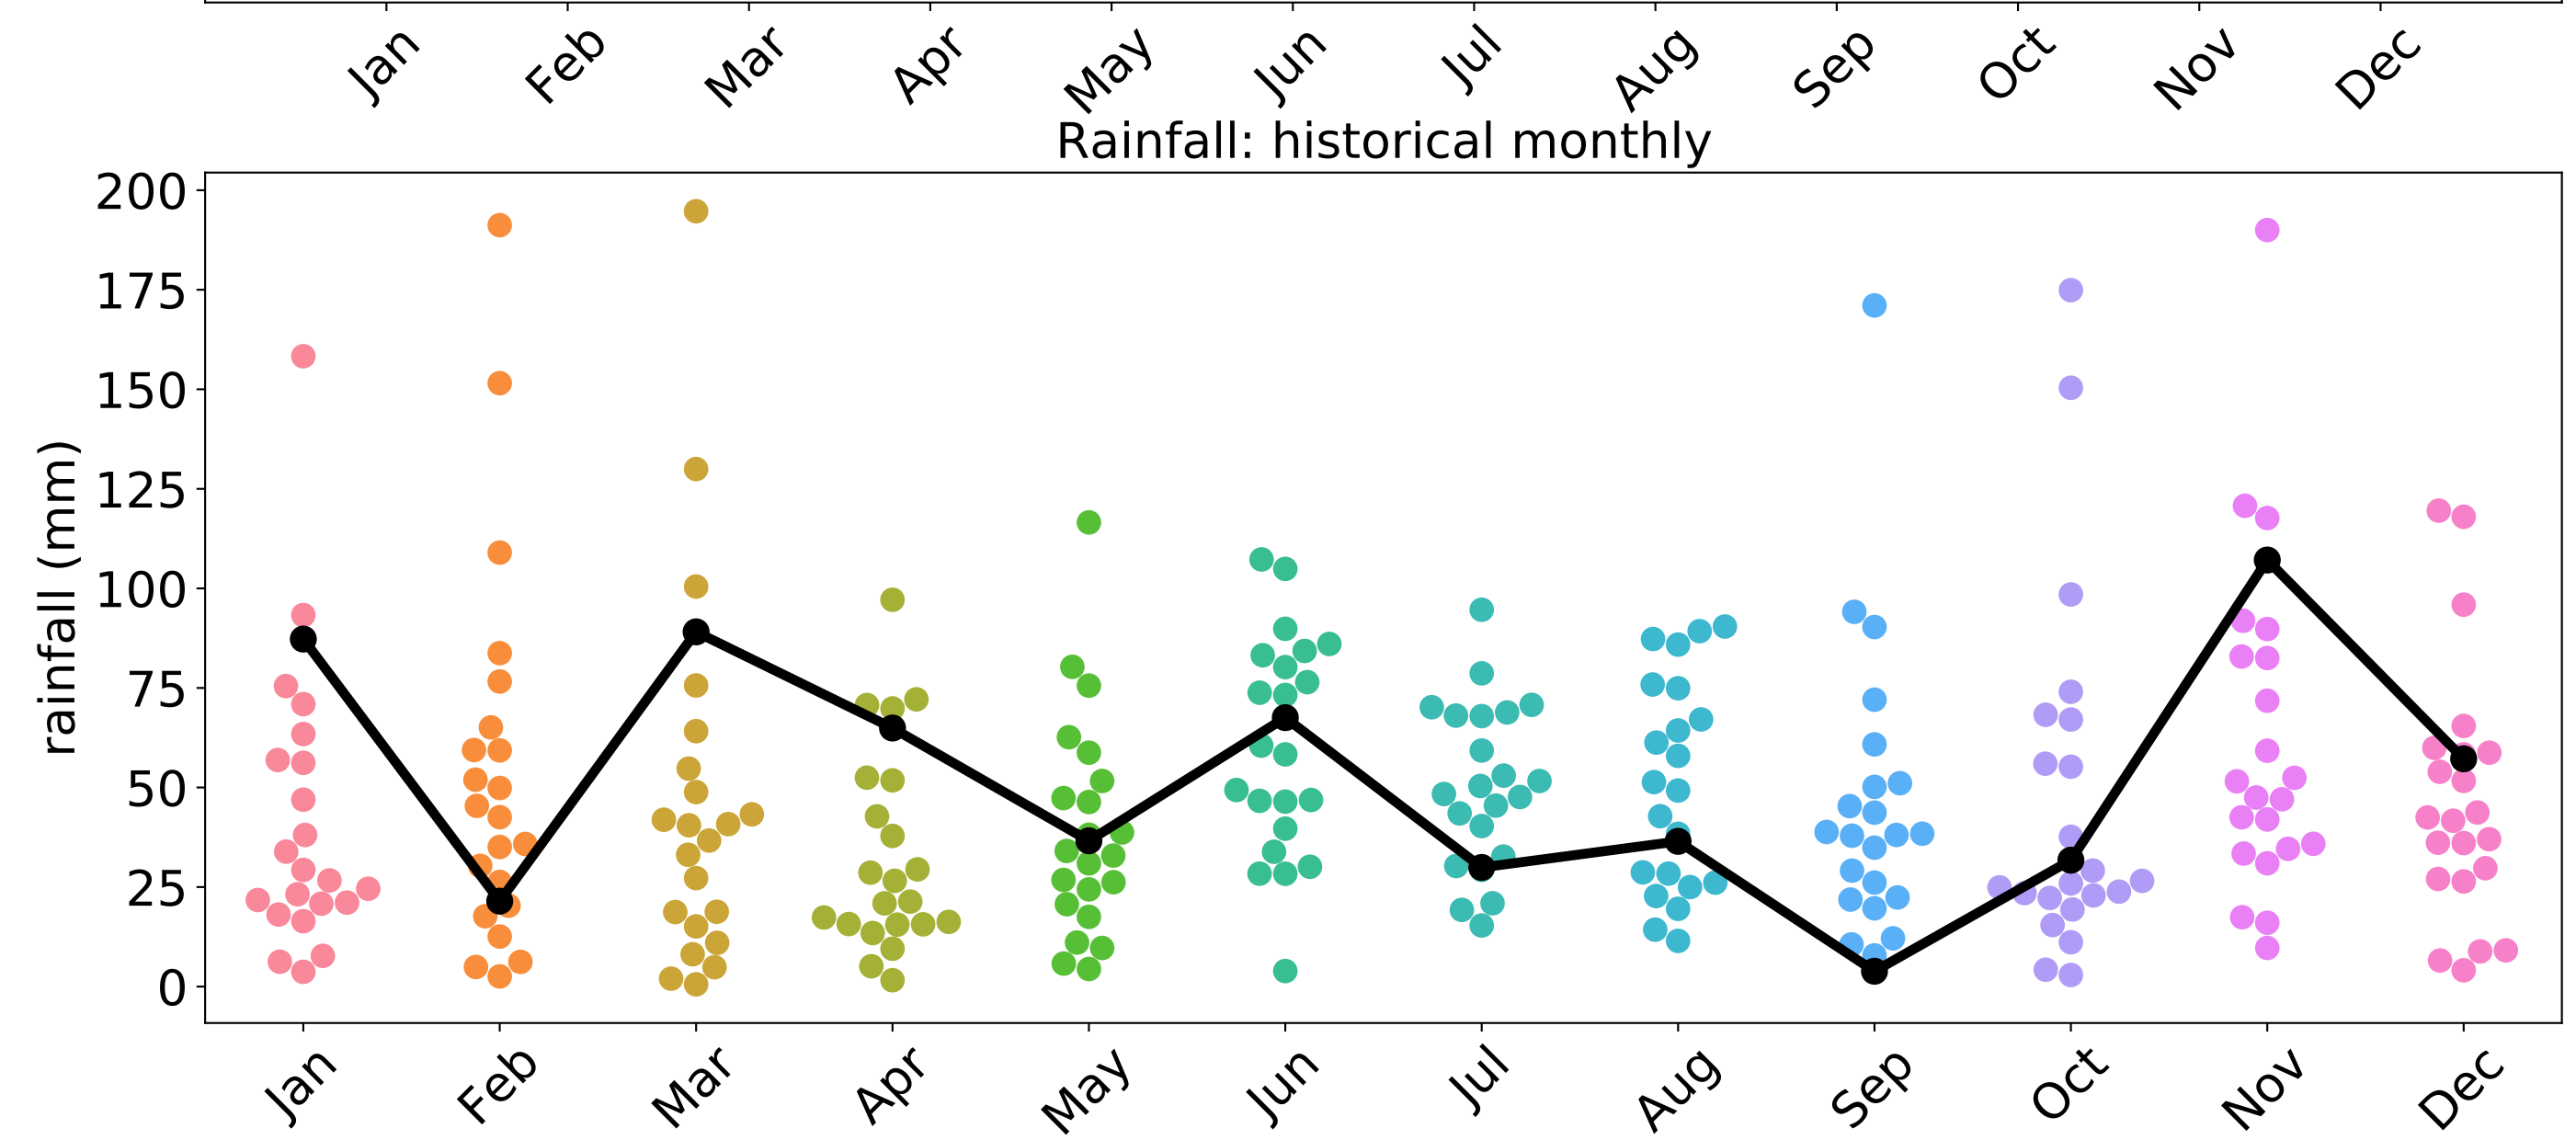 Jan Feb Mar Apr May Jun Jul Aug Sep Oct Nov Dec
Rainfall: historical monthly
200
175
150
125
100
75
50
25
0
rainfall (mm)
Jan Feb Mar Apr May Jun Jul Aug Sep Oct Nov Dec